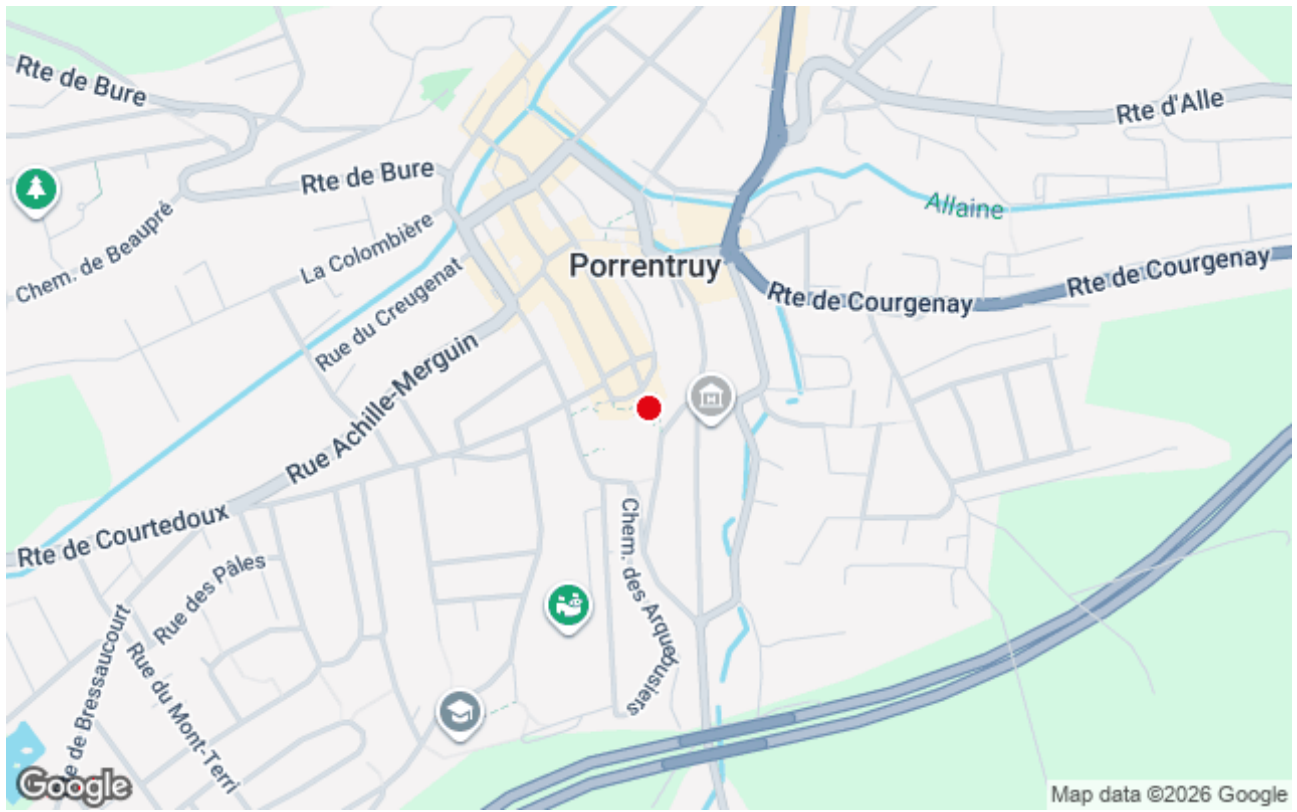 Rte de Bure
Rte d'Alle
Rte de Bure
Allaine
Chem. de Beaupré
La Colombière
Porrentruy
Rte de Courgenay
Rte de Courgenay
Rue du Creugenat
Rue Achille-Merguin
Rte de Courtedoux
Chem. des Arquebusiers
Rue des Pâles
e de Bressaucourt
Rue du Mont-Terri
Google
Map data ©2026 Google